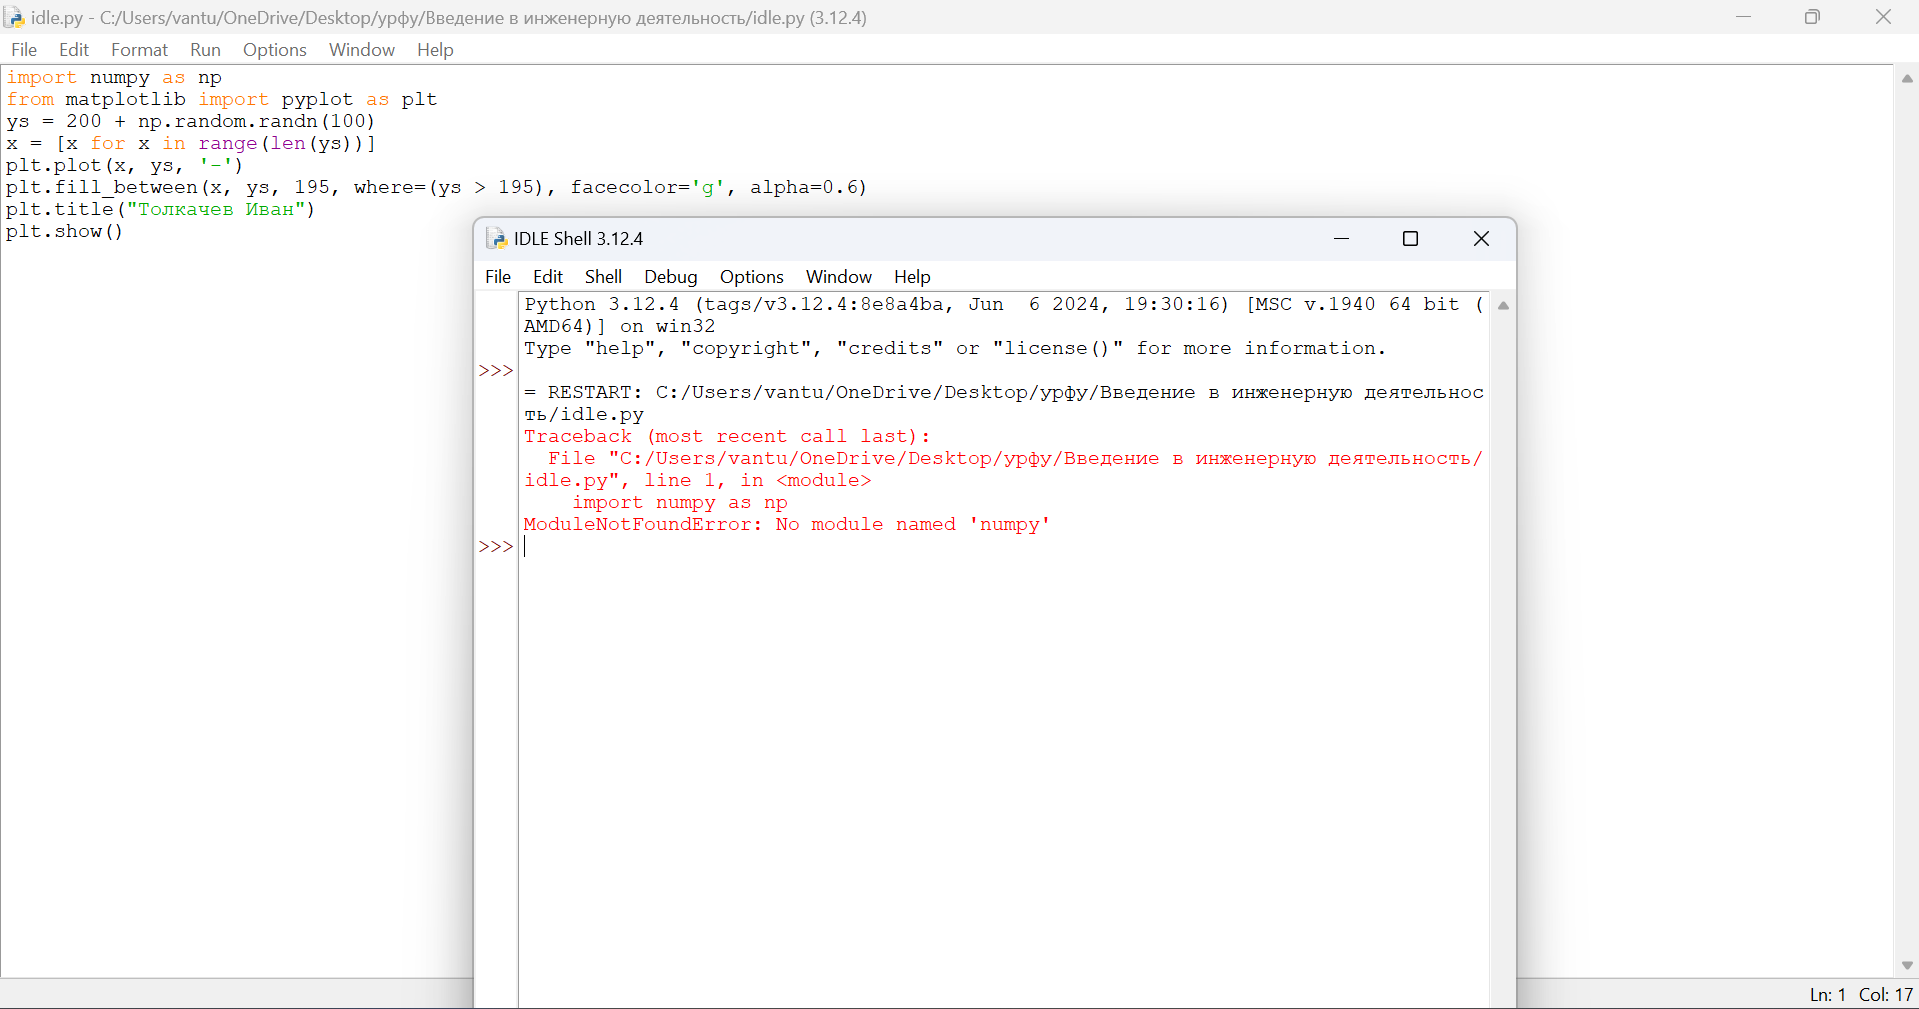 idle.py - C:/Users/vantu/OneDrive/Desktop/урфу/Введение в инженерную деятельность/idle.py (3.12.4)
File Edit Format Run Options Window Help
import numpy as np
from matplotlib import pyplot as plt
ys = 200 + np.random.randn(100)
x = [x for x in range(len(ys))]
plt.plot(x, ys, '-')
plt.fill_between(x, ys, 195, where=(ys > 195), facecolor='g', alpha=0.6)
plt.title("Толкачев Иван")
plt.show()
IDLE Shell 3.12.4
File Edit Shell Debug Options Window Help
Python 3.12.4 (tags/v3.12.4:8e8a4ba, Jun  6 2024, 19:30:16) [MSC v.1940 64 bit (
AMD64)] on win32
Type "help", "copyright", "credits" or "license()" for more information.
>>>
= RESTART: C:/Users/vantu/OneDrive/Desktop/урфу/Введение в инженерную деятельнос
ть/idle.py
Traceback (most recent call last):
  File "C:/Users/vantu/OneDrive/Desktop/урфу/Введение в инженерную деятельность/
idle.py", line 1, in <module>
    import numpy as np
ModuleNotFoundError: No module named 'numpy'
>>>
Ln: 1 Col: 17